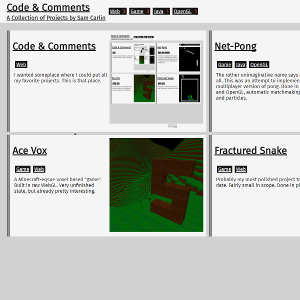 Code & Comments
A Collection of Projects by Sam Carlin
Web
Game
Java
OpenGL
Code & Comments
Web
I wanted someplace where I could put all
my favorite projects. This is that place.
Net-Pong
Game Java OpenGL
The rather unimaginative name says
all. This was an attempt to implement
multiplayer version of pong. Done in
and OpenGL, automatic matchmaking
and particles.
Ace Vox
Game Web
A Minecraft-esque voxel based "game".
Built in raw WebGL. Very unfinished
state, but already pretty interesting.
Fractured Snake
Game Web
Probably my most polished project to
date. Fairly small in scope. Done in